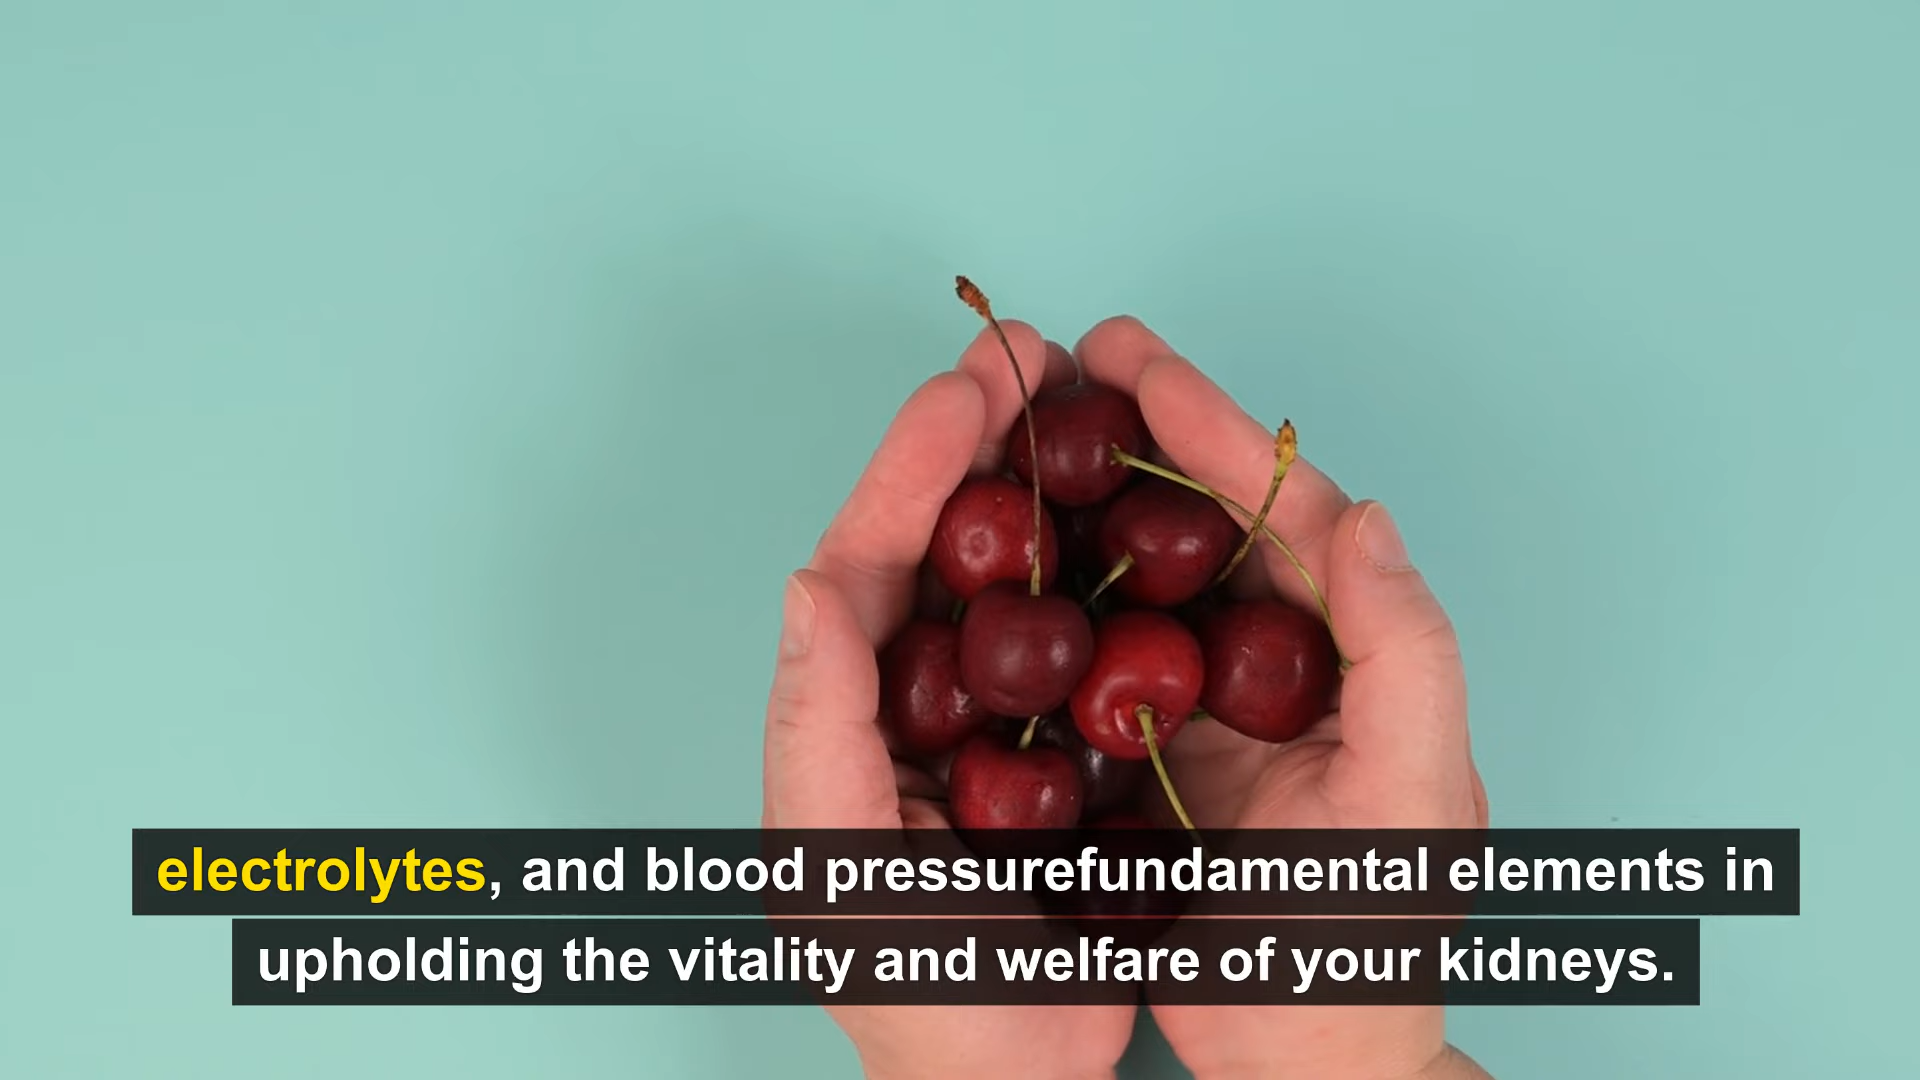 electrolytes, and blood pressurefundamental elements in
upholding the vitality and welfare of your kidneys.